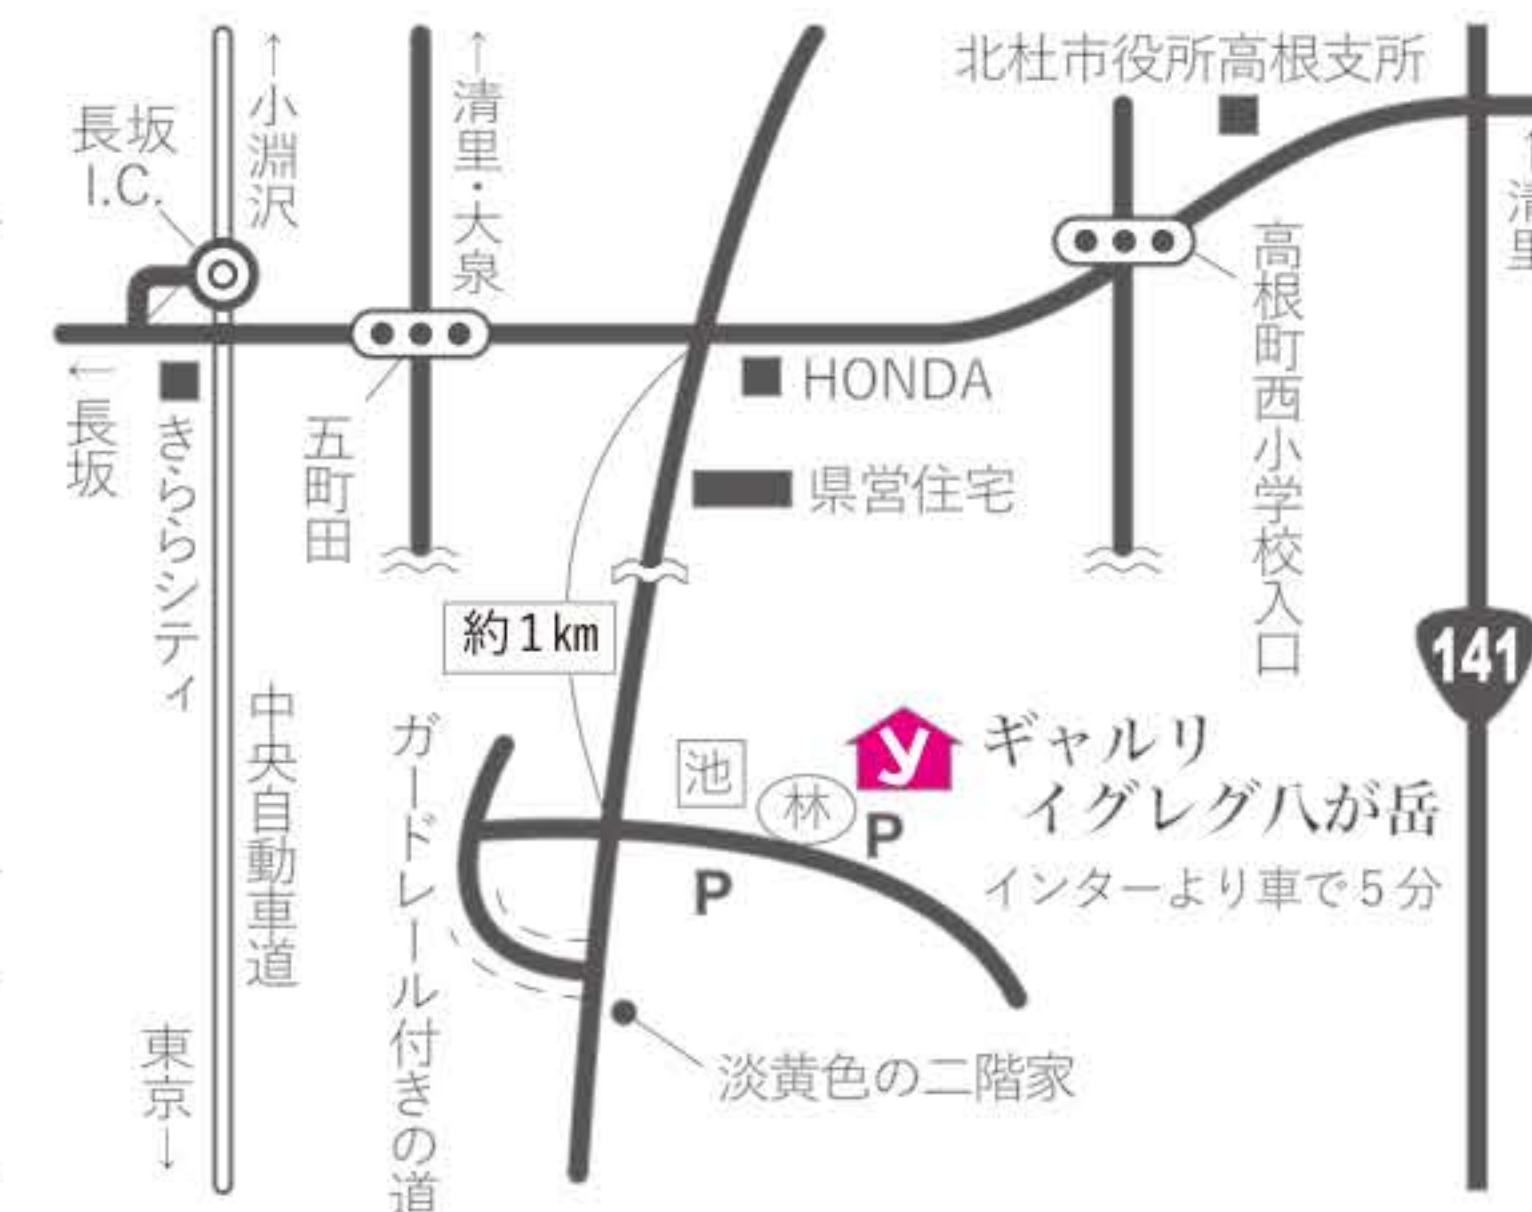 北杜市役所高根支所
長坂
I.C.
↑小淵沢
↑清里・大泉
清里
高根町西小学校入口
←長坂
きららシティ
五町田
HONDA
県営住宅
約1km
141
中央自動車道
ガードレール付きの道
池
林
y
P
P
ギャルリ
イグレグ八が岳
インターより車で5分
淡黄色の二階家
東京→